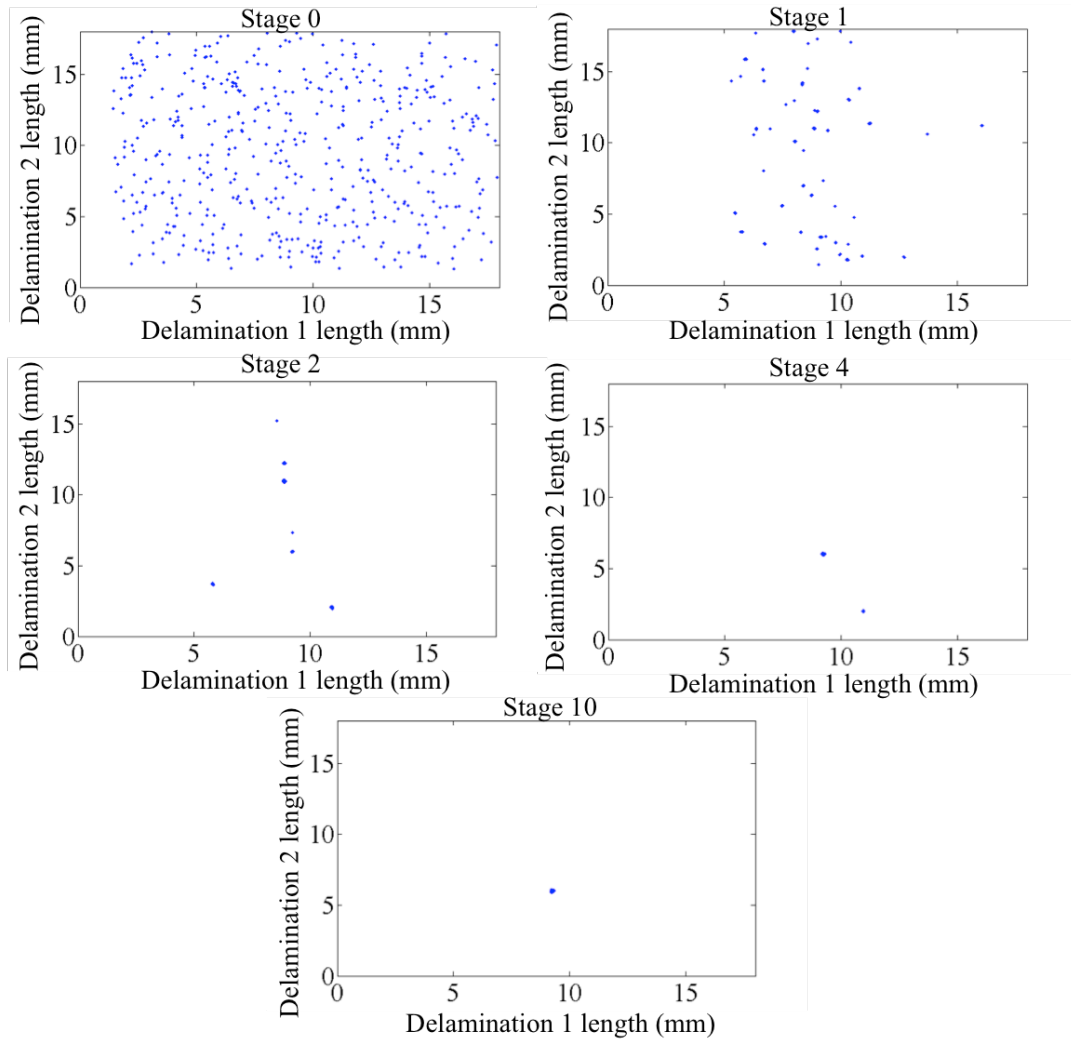 Stage 0
Delamination 2 length (mm)
15
10
5
0
0 5 10 15
Delamination 1 length (mm)
Stage 1
Delamination 2 length (mm)
15
10
5
0
0 5 10 15
Delamination 1 length (mm)
Stage 2
Delamination 2 length (mm)
15
10
5
0
0 5 10 15
Delamination 1 length (mm)
Stage 4
Delamination 2 length (mm)
15
10
5
0
0 5 10 15
Delamination 1 length (mm)
Stage 10
Delamination 2 length (mm)
15
10
5
0
0 5 10 15
Delamination 1 length (mm)